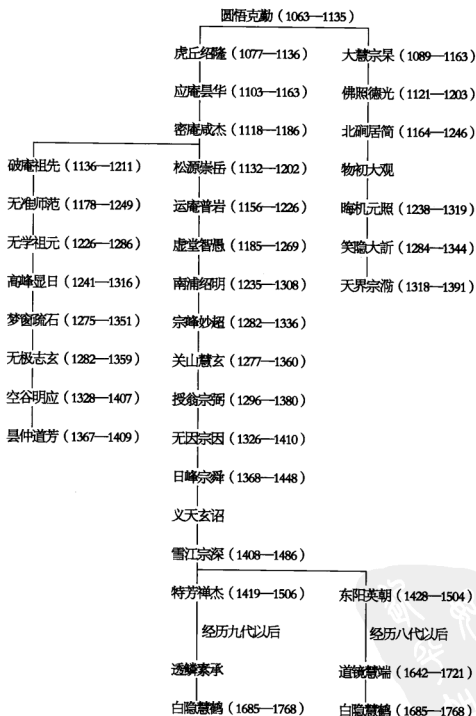 圆悟克勤（1063—1135）
虎丘绍隆（1077—1136） 大慧宗杲（1089—1163）
应庵昙华（1103—1163） 佛照德光（1121—1203）
密庵咸杰（1118—1186） 北磵居简（1164—1246）
破庵祖先（1136—1211） 松源崇岳（1132—1202） 物初大观
无准师范（1178—1249） 运庵普岩（1156—1226） 晦机元照（1238—1319）
无学祖元（1226—1286） 虚堂智愚（1185—1269） 笑隐大訢（1284—1344）
高峰显日（1241—1316） 南浦绍明（1235—1308） 天界宗泐（1318—1391）
梦窗疏石（1275—1351） 宗峰妙超（1282—1336）
无极志玄（1282—1359） 关山慧玄（1277—1360）
空谷明应（1328—1407） 授翁宗弼（1296—1380）
昙仲道芳（1367—1409） 无因宗因（1326—1410）
日峰宗舜（1368—1448）
义天玄诏
雪江宗深（1408—1486）
特芳禅杰（1419—1506） 东阳英朝（1428—1504）
经历九代以后 经历八代以后
透鳞素承 道镜慧端（1642—1721）
白隐慧鹤（1685—1768） 白隐慧鹤（1685—1768）